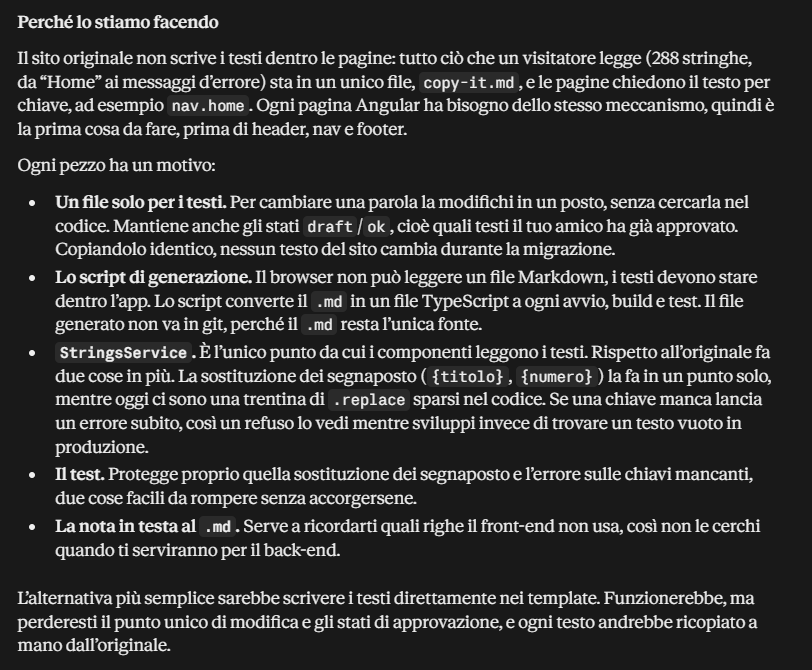 Perché lo stiamo facendo
Il sito originale non scrive i testi dentro le pagine: tutto ciò che un visitatore legge (288 stringhe,
da “Home” ai messaggi d’errore) sta in un unico file, copy-it.md, e le pagine chiedono il testo per
chiave, ad esempio nav.home. Ogni pagina Angular ha bisogno dello stesso meccanismo, quindi è
la prima cosa da fare, prima di header, nav e footer.
Ogni pezzo ha un motivo:
• Un file solo per i testi. Per cambiare una parola la modifichi in un posto, senza cercarla nel
codice. Mantiene anche gli stati draft/ok, cioè quali testi il tuo amico ha già approvato.
Copiandolo identico, nessun testo del sito cambia durante la migrazione.
• Lo script di generazione. Il browser non può leggere un file Markdown, i testi devono stare
dentro l’app. Lo script converte il .md in un file TypeScript a ogni avvio, build e test. Il file
generato non va in git, perché il .md resta l’unica fonte.
• StringsService. È l’unico punto da cui i componenti leggono i testi. Rispetto all’originale fa
due cose in più. La sostituzione dei segnaposto ({titolo}, {numero}) la fa in un punto solo,
mentre oggi ci sono una trentina di .replace sparsi nel codice. Se una chiave manca lancia
un errore subito, così un refuso lo vedi mentre sviluppi invece di trovare un testo vuoto in
produzione.
• Il test. Protegge proprio quella sostituzione dei segnaposto e l’errore sulle chiavi mancanti,
due cose facili da rompere senza accorgersene.
• La nota in testa al .md. Serve a ricordarti quali righe il front-end non usa, così non le cerchi
quando ti serviranno per il back-end.
L’alternativa più semplice sarebbe scrivere i testi direttamente nei template. Funzionerebbe, ma
perderesti il punto unico di modifica e gli stati di approvazione, e ogni testo andrebbe ricopiato a
mano dall’originale.